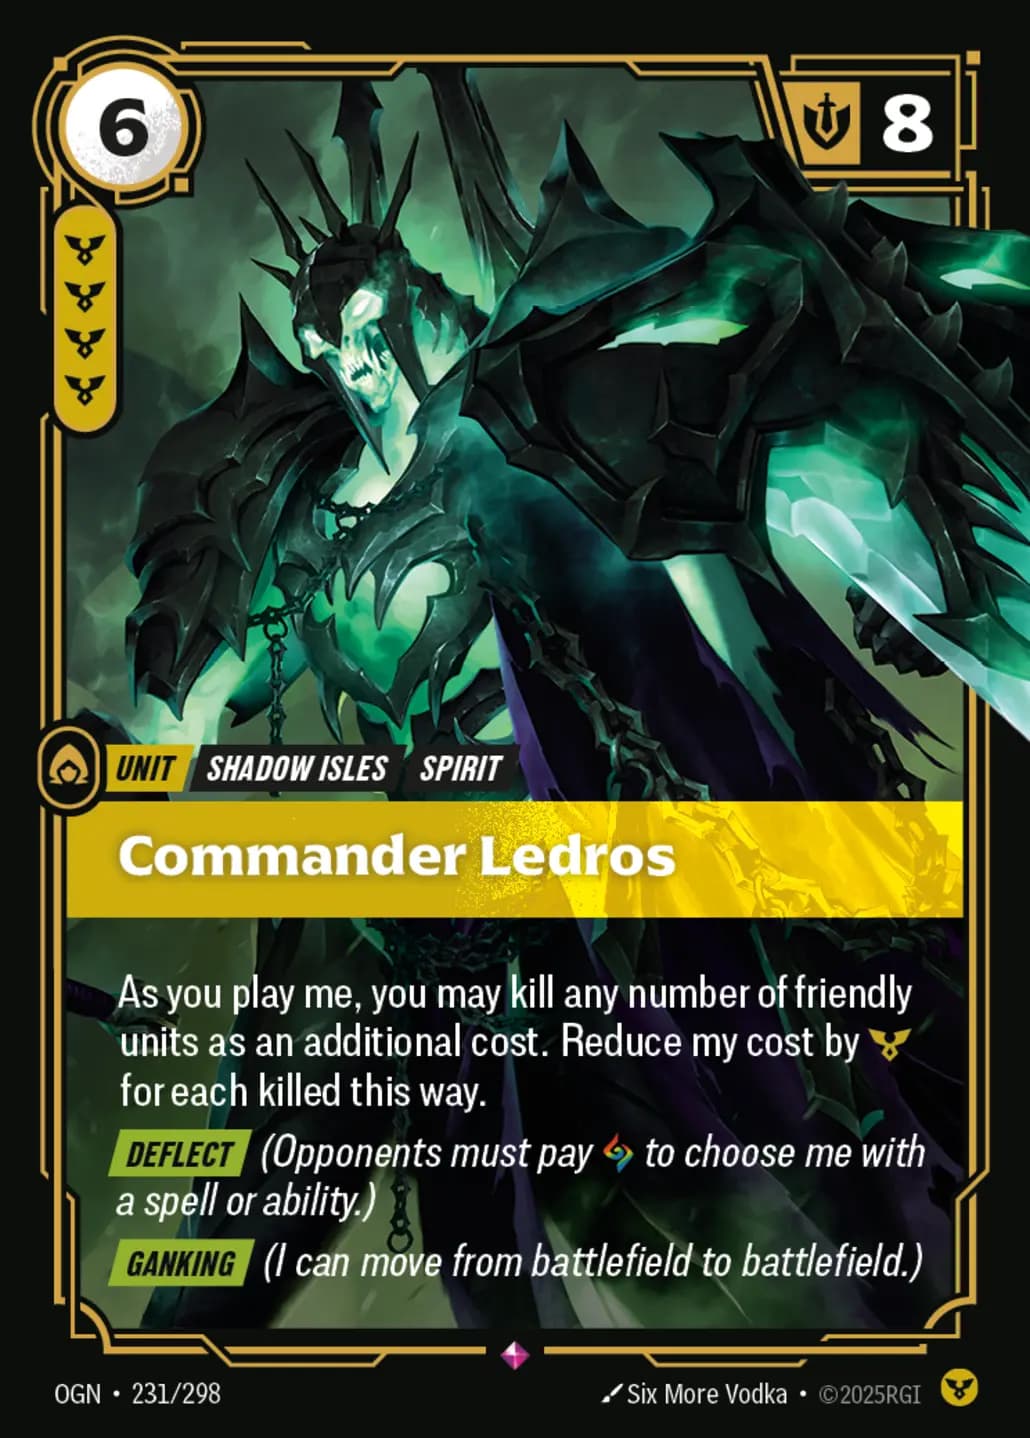 6
8
UNIT SHADOW ISLES SPIRIT
Commander Ledros
As you play me, you may kill any number of friendly
units as an additional cost. Reduce my cost by
for each killed this way.
DEFLECT (Opponents must pay to choose me with
a spell or ability.)
GANKING (I can move from battlefield to battlefield.)
OGN • 231/298
Six More Vodka • ©2025RGI